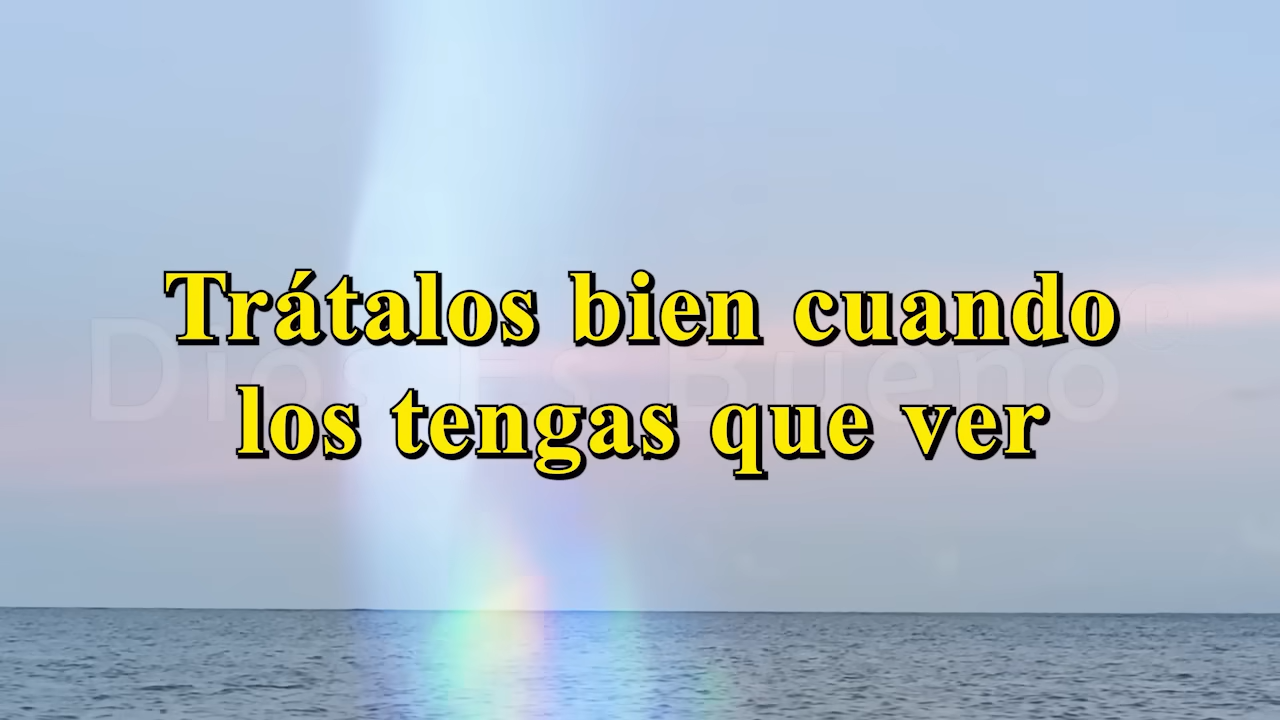 Trátalos bien cuando
Dios Es Bueno
los tengas que ver